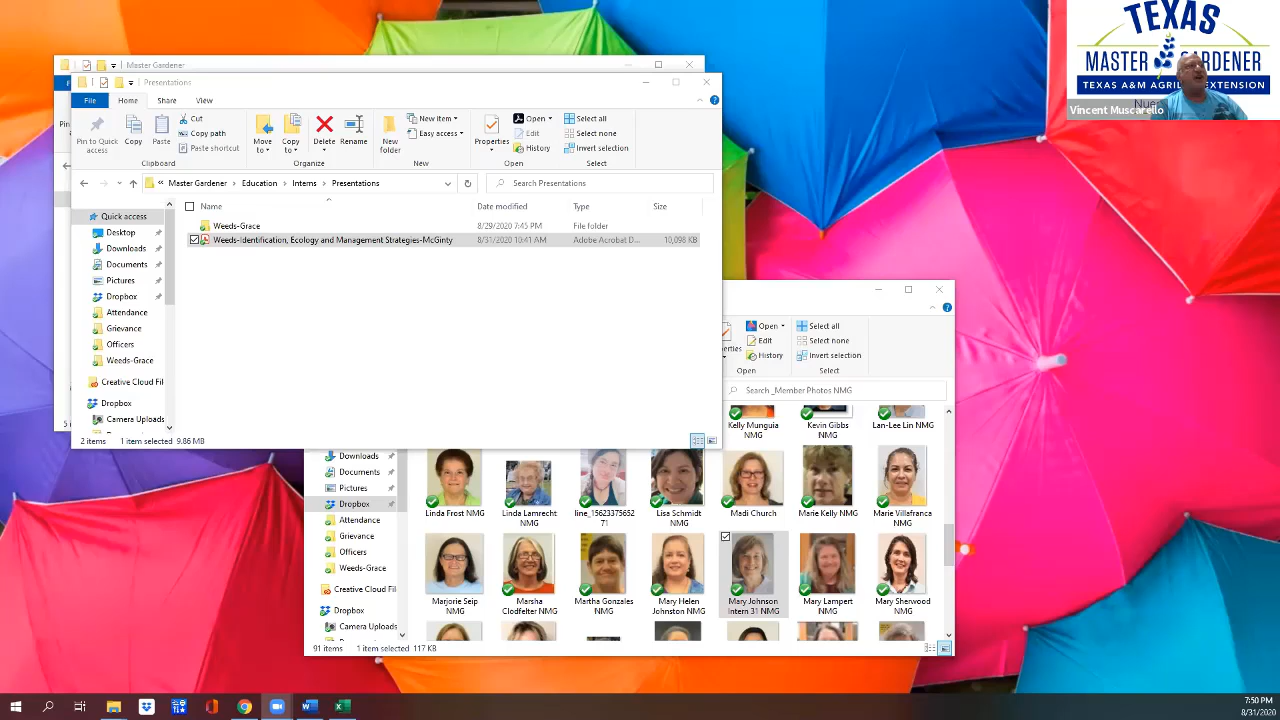 TEXAS
MASTER GARDENER
TEXAS A&M AGRIL EXTENSION
Vincent Muscarello
Master Gardener
Presentations
File Home Share View
Pin to Quick access
Copy
Paste
Cut
Copy path
Paste shortcut
Clipboard
Move to
Copy to
Delete
Rename
Organize
New folder
New item
Easy access
New
Properties
Open
Edit
History
Open
Select all
Select none
Invert selection
Select
« Master Gardener > Education > Interns > Presentations
Search Presentations
Name Date modified Type Size
Weeds-Grace 8/29/2020 7:45 PM File folder
Weeds-Identification, Ecology and Management Strategies-McGinty 8/31/2020 10:41 AM Adobe Acrobat D... 10,098 KB
Quick access
Desktop
Downloads
Documents
Pictures
Dropbox
Attendance
Grievance
Officers
Weeds-Grace
Creative Cloud Fil
Dropbox
Camera Uploads
2 items 1 item selected 9.86 MB
Open
Edit
History
Open
Select all
Select none
Invert selection
Select
Search _Member Photos NMG
Kelly Munguia NMG
Kevin Gibbs NMG
Lan-Lee Lin NMG
Downloads
Documents
Pictures
Dropbox
Attendance
Grievance
Officers
Weeds-Grace
Creative Cloud Fil
Dropbox
Camera Uploads
Linda Frost NMG
Linda Lamrecht NMG
line_1562337565271
Lisa Schmidt NMG
Madi Church
Marie Kelly NMG
Marie Villafranca NMG
Marjorie Seip NMG
Marsha Clodfelter NMG
Martha Gonzales NMG
Mary Helen Johnston NMG
Mary Johnson Intern 31 NMG
Mary Lampert NMG
Mary Sherwood NMG
91 items 1 item selected 117 KB
7:50 PM
8/31/2020